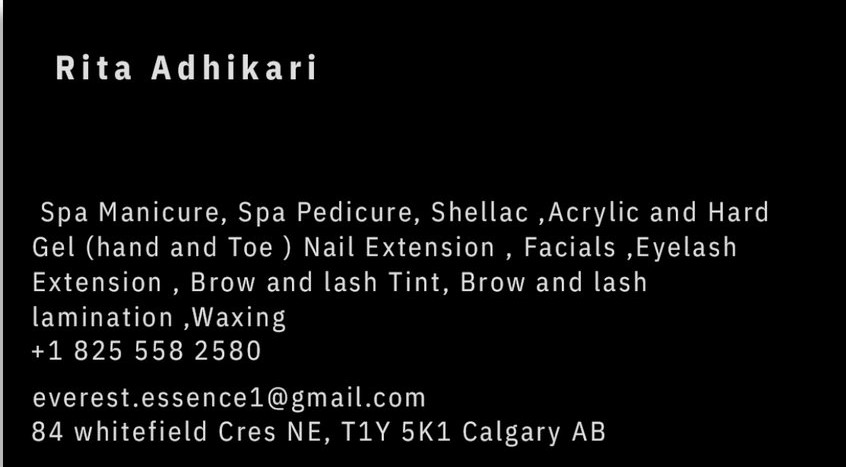 Rita Adhikari
Spa Manicure, Spa Pedicure, Shellac ,Acrylic and Hard
Gel (hand and Toe ) Nail Extension , Facials ,Eyelash
Extension , Brow and lash Tint, Brow and lash
lamination ,Waxing
+1 825 558 2580
everest.essence1@gmail.com
84 whitefield Cres NE, T1Y 5K1 Calgary AB